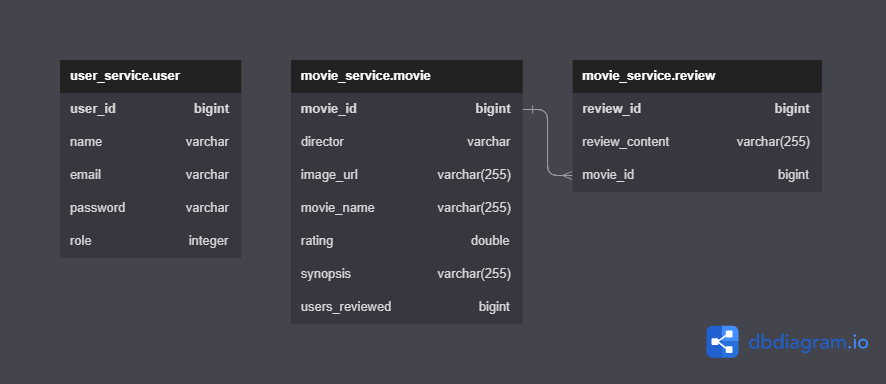 user_service.user
user_id bigint
name varchar
email varchar
password varchar
role integer
movie_service.movie
movie_id bigint
director varchar
image_url varchar(255)
movie_name varchar(255)
rating double
synopsis varchar(255)
users_reviewed bigint
movie_service.review
review_id bigint
review_content varchar(255)
movie_id bigint
dbdiagram.io